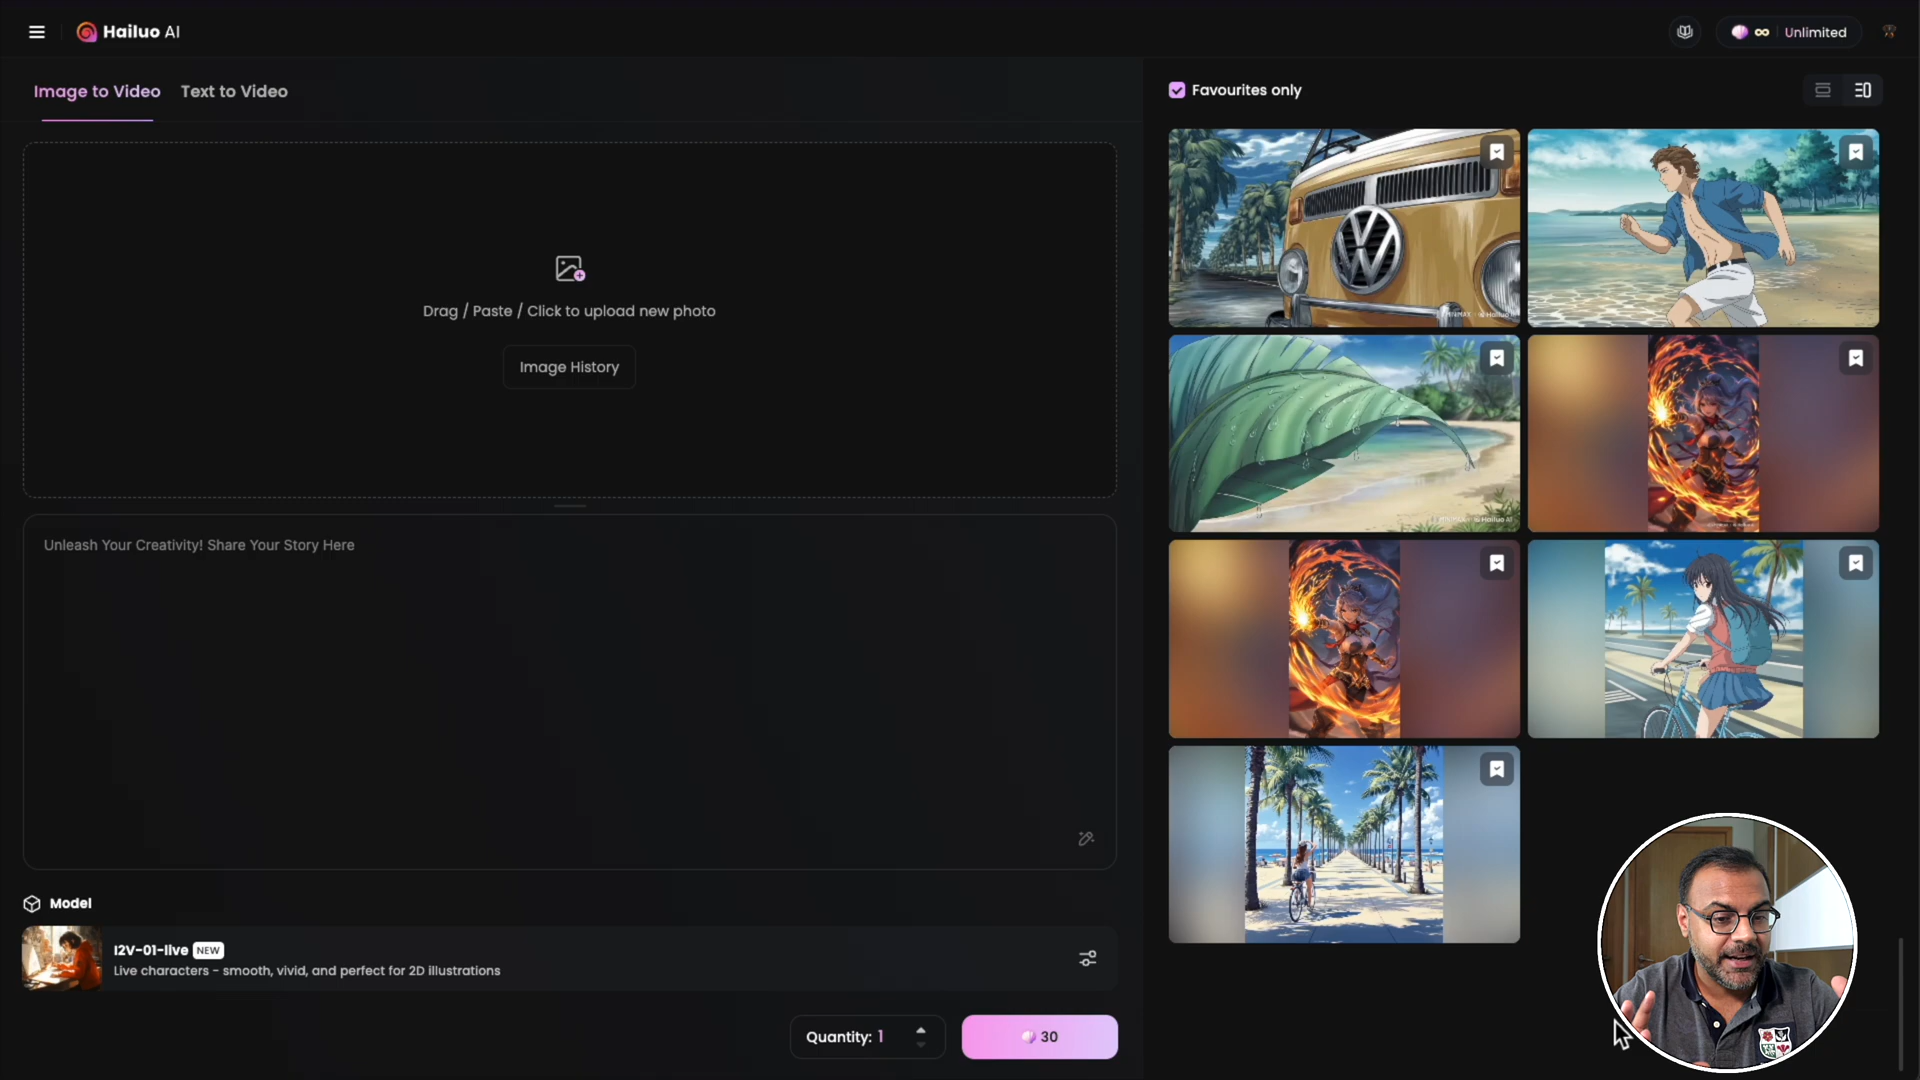 Hailuo AI
Unlimited
Image to Video
Text to Video
Favourites only
Drag / Paste / Click to upload new photo
Image History
Unleash Your Creativity! Share Your Story Here
Model
I2V-01-live NEW
Live characters - smooth, vivid, and perfect for 2D illustrations
Quantity: 1
30